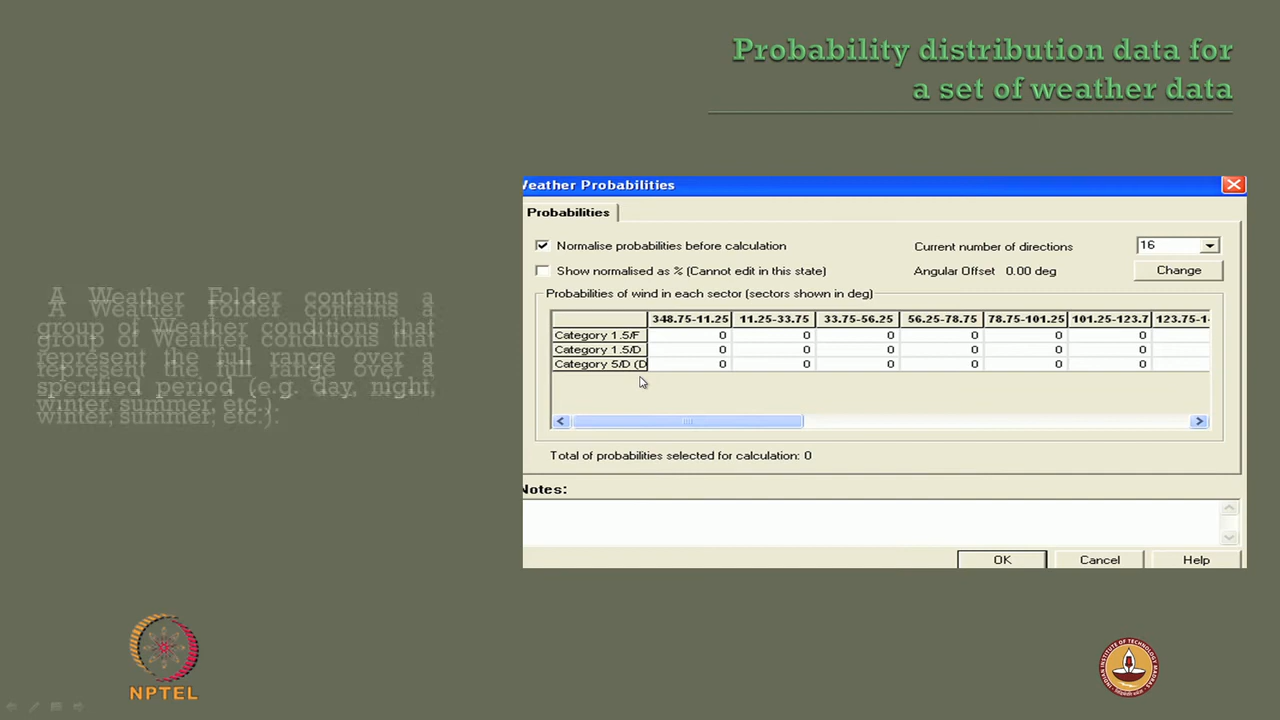 Probability distribution data for
a set of weather data
A Weather Folder contains a
group of Weather conditions that
represent the full range over a
specified period (e.g. day, night,
winter, summer, etc.).
Weather Probabilities
Probabilities
Normalise probabilities before calculation
Current number of directions
16
Show normalised as % (Cannot edit in this state)
Angular Offset 0.00 deg
Change
Probabilities of wind in each sector (sectors shown in deg)
348.75-11.25 11.25-33.75 33.75-56.25 56.25-78.75 78.75-101.25 101.25-123.7 123.75-1
Category 1.5/F 0 0 0 0 0 0
Category 1.5/D 0 0 0 0 0 0
Category 5/D (D 0 0 0 0 0 0
Total of probabilities selected for calculation: 0
Notes:
OK Cancel Help
NPTEL